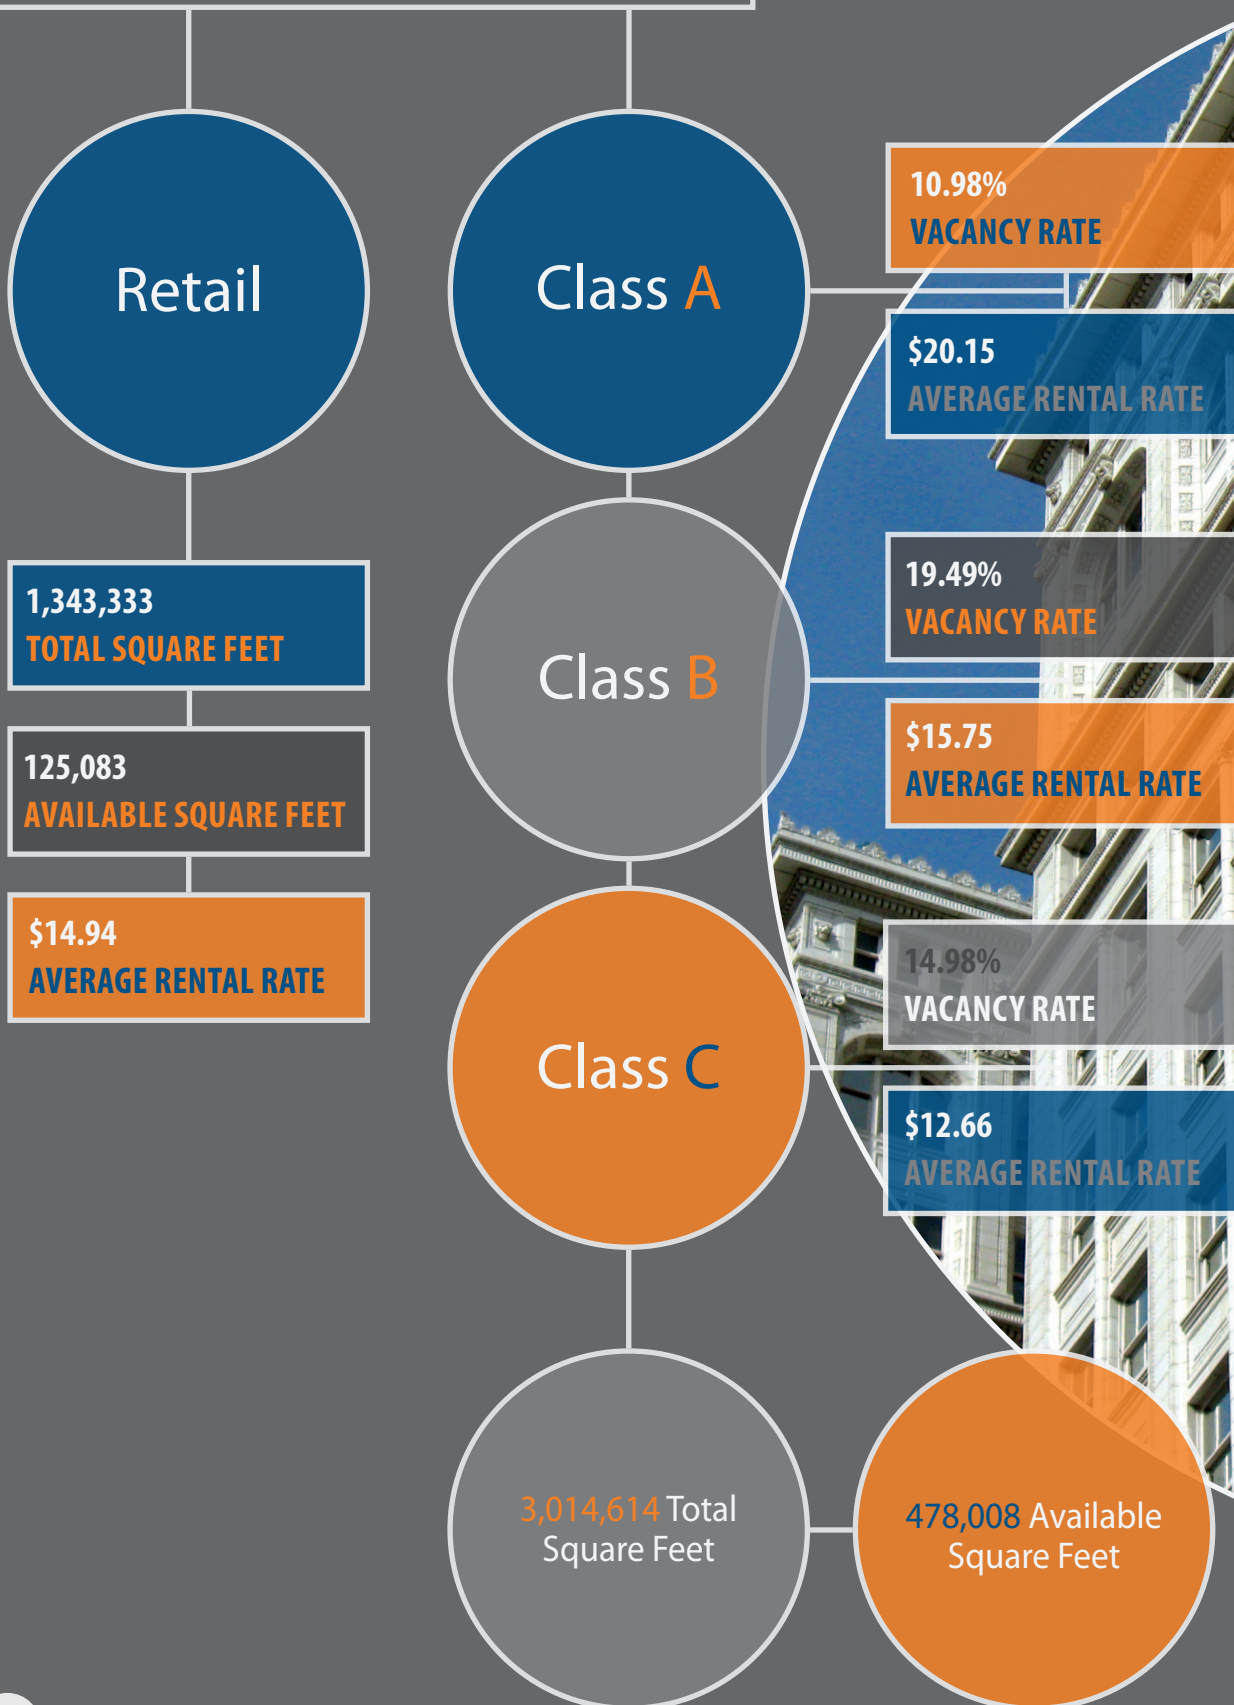 Retail
1,343,333
TOTAL SQUARE FEET
125,083
AVAILABLE SQUARE FEET
$14.94
AVERAGE RENTAL RATE
Class A
10.98%
VACANCY RATE
$20.15
AVERAGE RENTAL RATE
Class B
19.49%
VACANCY RATE
$15.75
AVERAGE RENTAL RATE
Class C
14.98%
VACANCY RATE
$12.66
AVERAGE RENTAL RATE
3,014,614 Total
Square Feet
478,008 Available
Square Feet